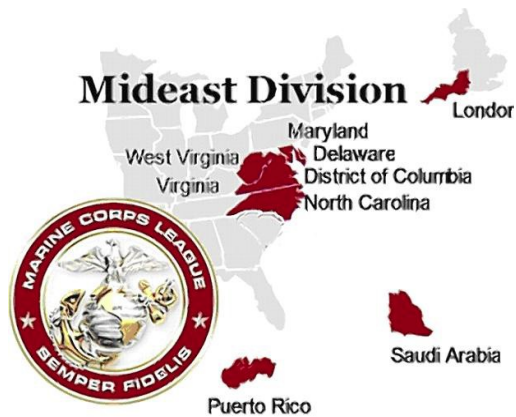 Mideast Division
London
Maryland
West Virginia
Delaware
Virginia
District of Columbia
North Carolina
MARINE CORPS LEAGUE
SEMPER FIDELIS
Saudi Arabia
Puerto Rico